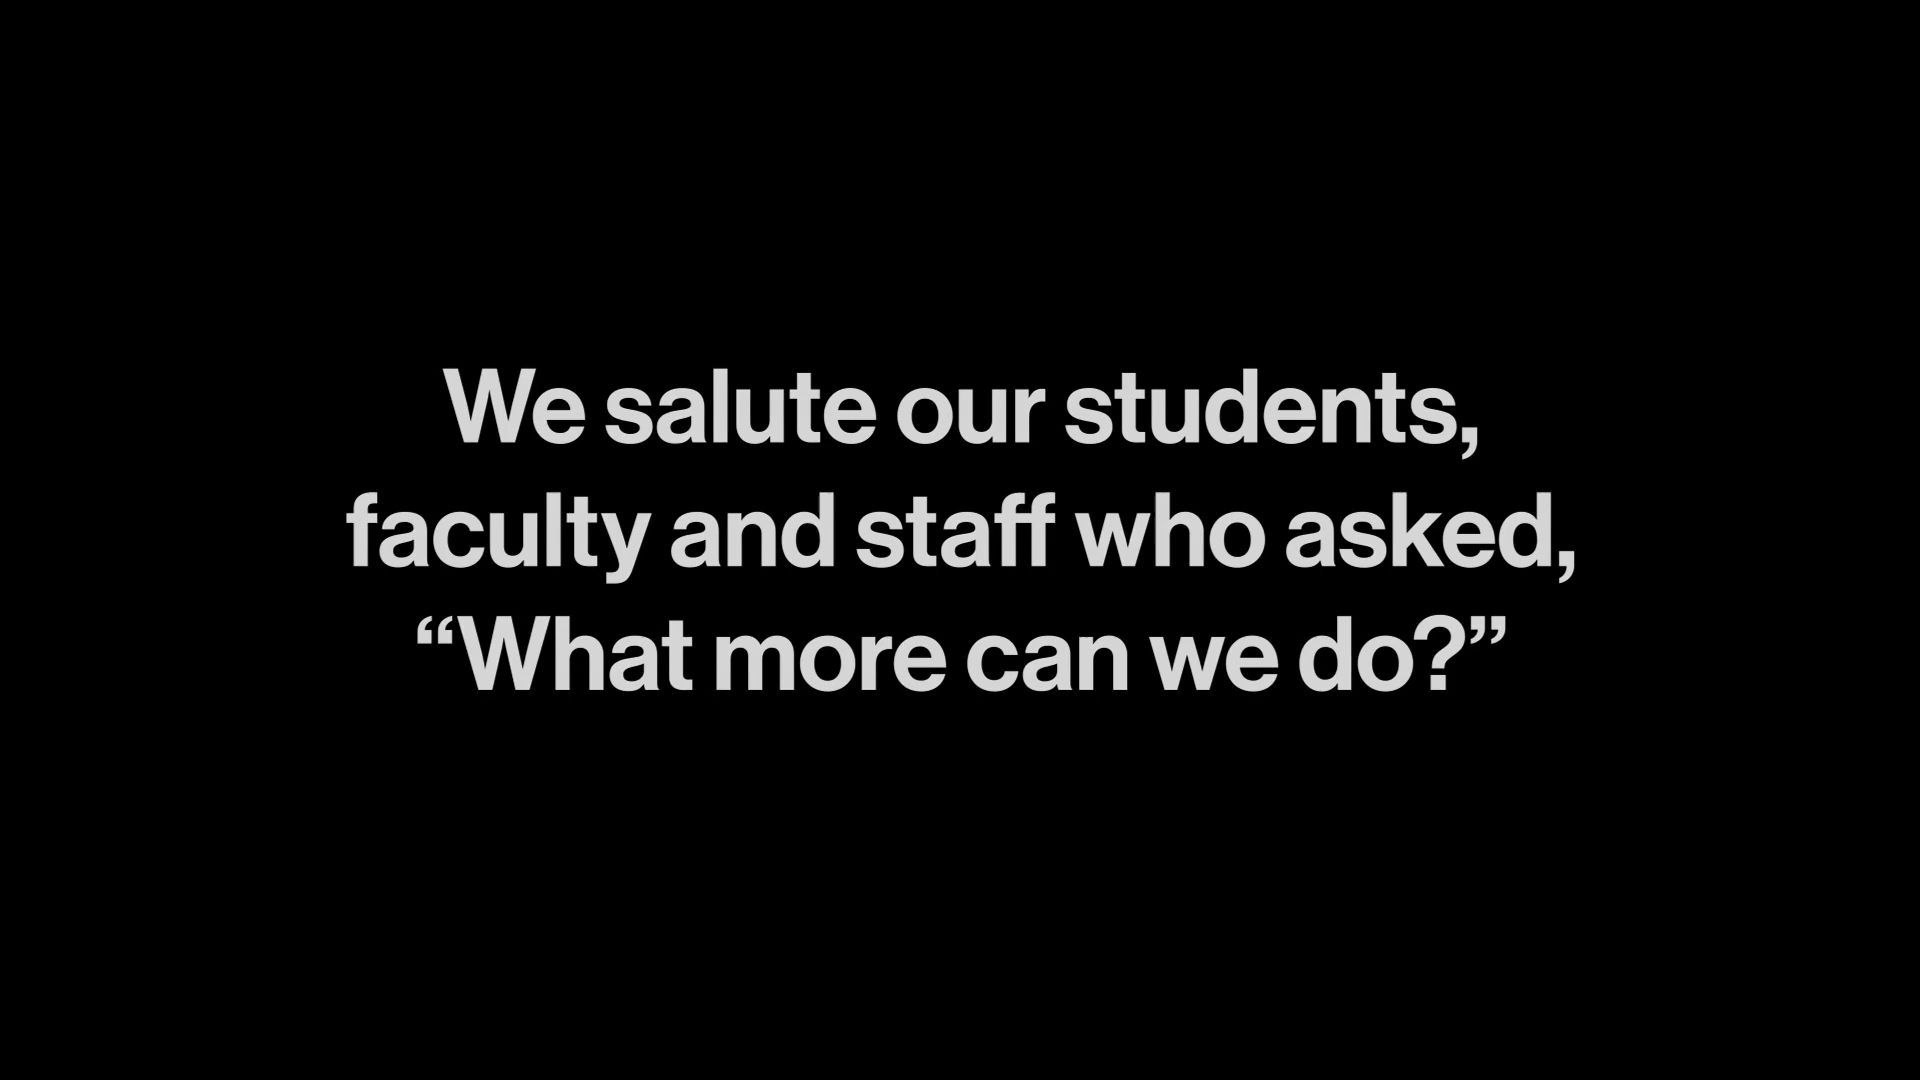 We salute our students,
faculty and staff who asked,
“What more can we do?”